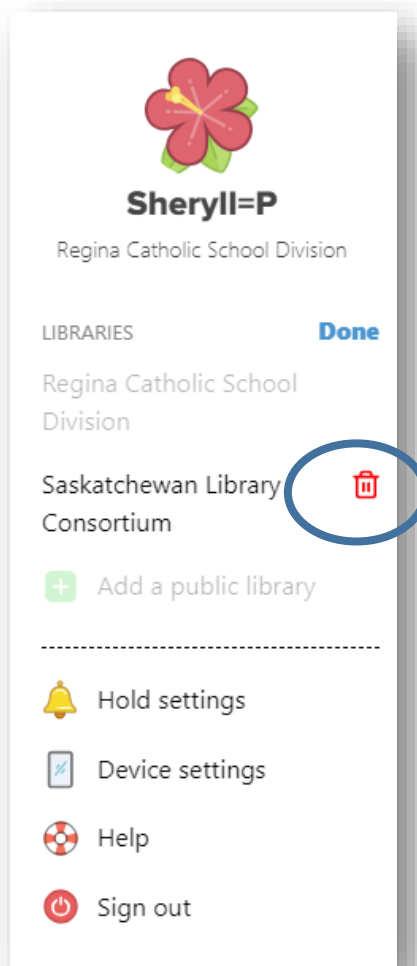 Sheryll=P
Regina Catholic School Division
LIBRARIES Done
Regina Catholic School
Division
Saskatchewan Library
Consortium
Add a public library
Hold settings
Device settings
Help
Sign out